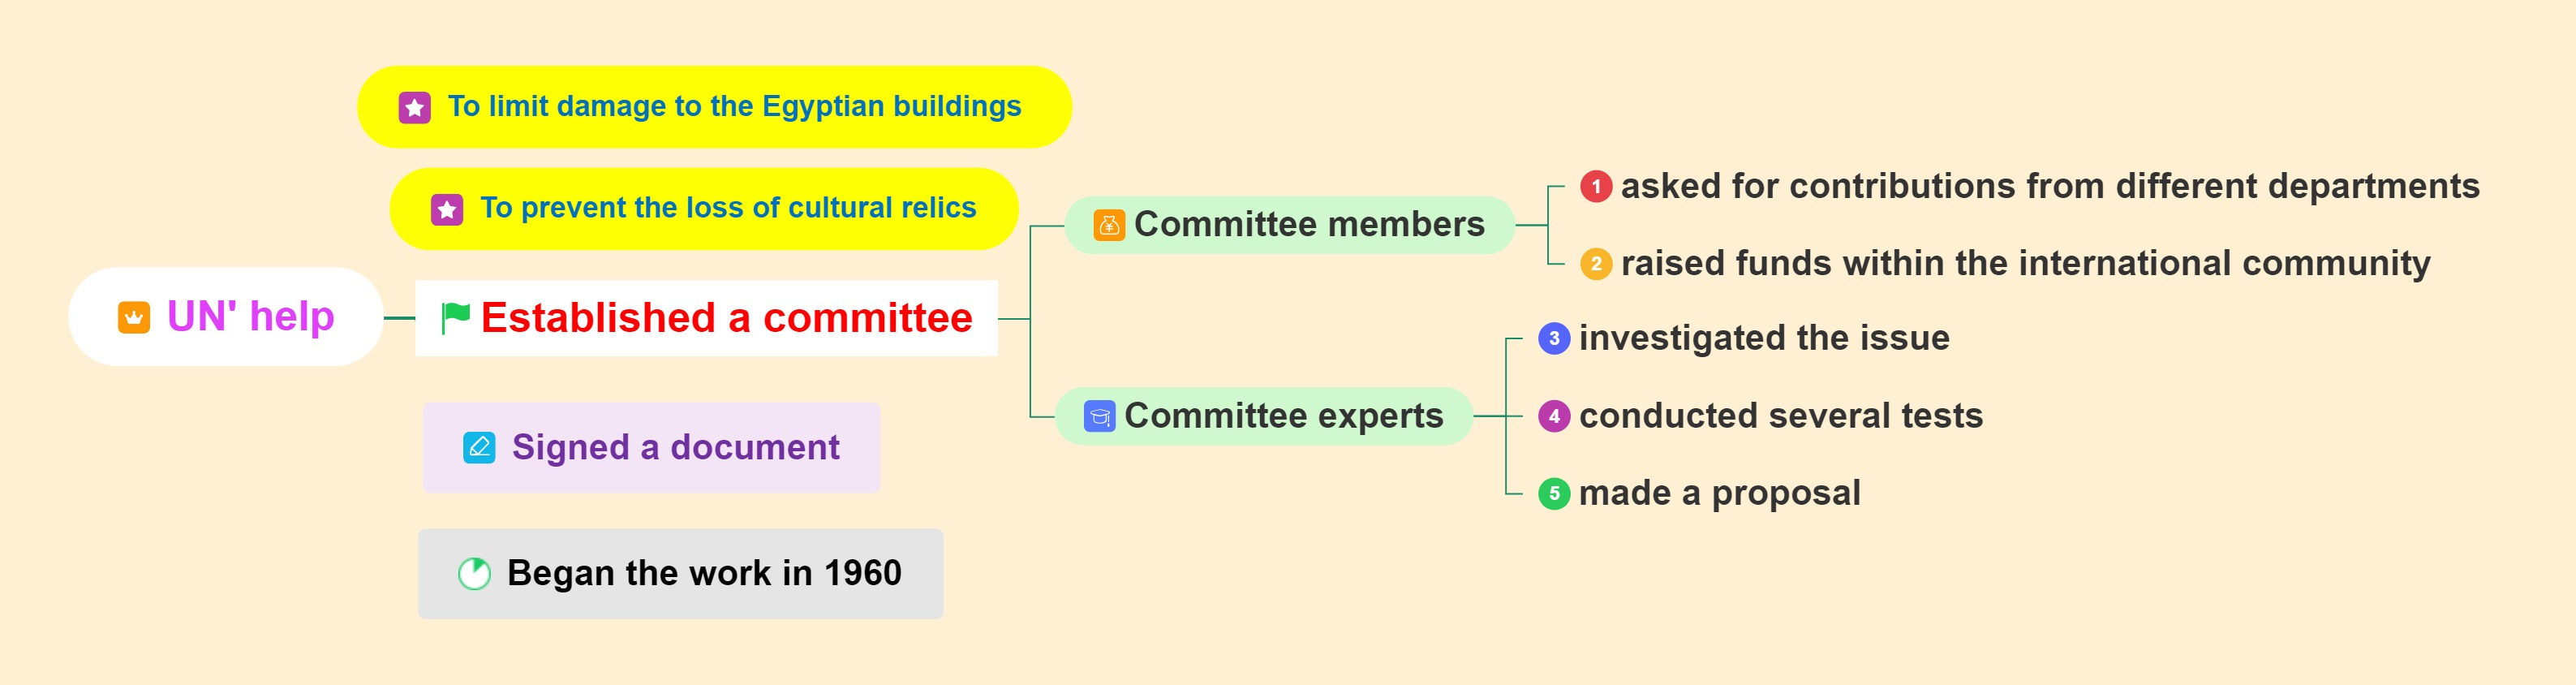 To limit damage to the Egyptian buildings
To prevent the loss of cultural relics
UN' help
Established a committee
Signed a document
Began the work in 1960
Committee members
1 asked for contributions from different departments
2 raised funds within the international community
Committee experts
3 investigated the issue
4 conducted several tests
5 made a proposal